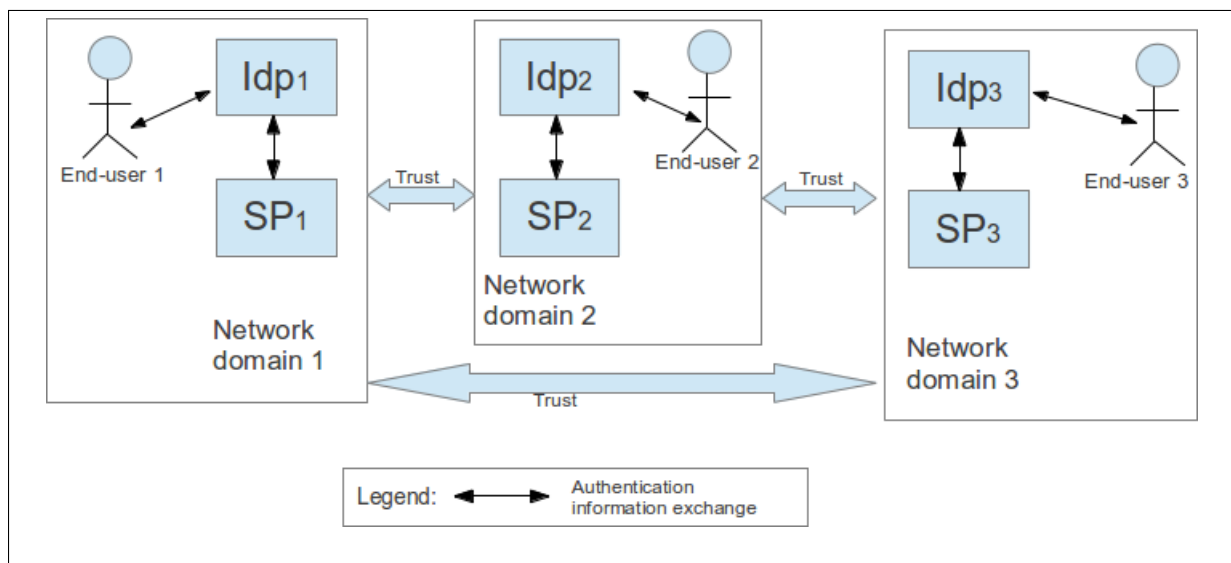 Idp1
End-user 1
SP1
Network
domain 1
Trust
Idp2
End-user 2
SP2
Network
domain 2
Trust
Idp3
End-user 3
SP3
Network
domain 3
Trust
Legend:
Authentication
information exchange